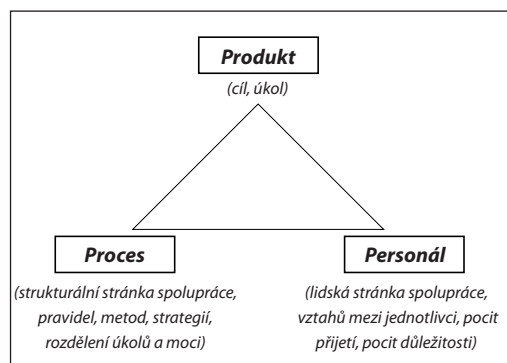 Produkt
(cíl, úkol)
Proces
(strukturální stránka spolupráce,
pravidel, metod, strategií,
rozdělení úkolů a moci)
Personál
(lidská stránka spolupráce,
vztahů mezi jednotlivci, pocit
přijetí, pocit důležitosti)